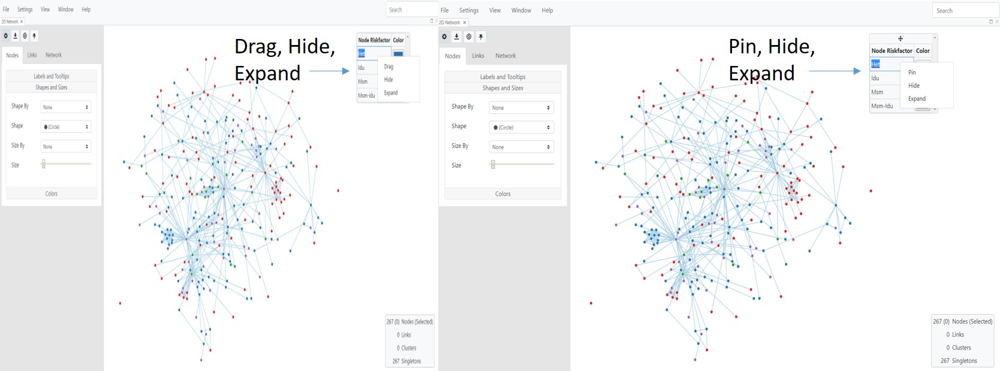 File Settings View Window Help
Search
2D Network x
Nodes Links Network
Labels and Tooltips
Shapes and Sizes
Shape By None
Shape (Circle)
Size By None
Size
Colors
Drag, Hide,
Expand
Node Riskfactor Color
Het
Idu
Msm
Msm-Idu
Drag
Hide
Expand
267 (0) Nodes (Selected)
0 Links
0 Clusters
267 Singletons
File Settings View Window Help
Search
2D Network x
Nodes Links Network
Labels and Tooltips
Shapes and Sizes
Shape By None
Shape (Circle)
Size By None
Size
Colors
Pin, Hide,
Expand
Node Riskfactor Color
Het
Idu
Msm
Msm-Idu
Pin
Hide
Expand
267 (0) Nodes (Selected)
0 Links
0 Clusters
267 Singletons